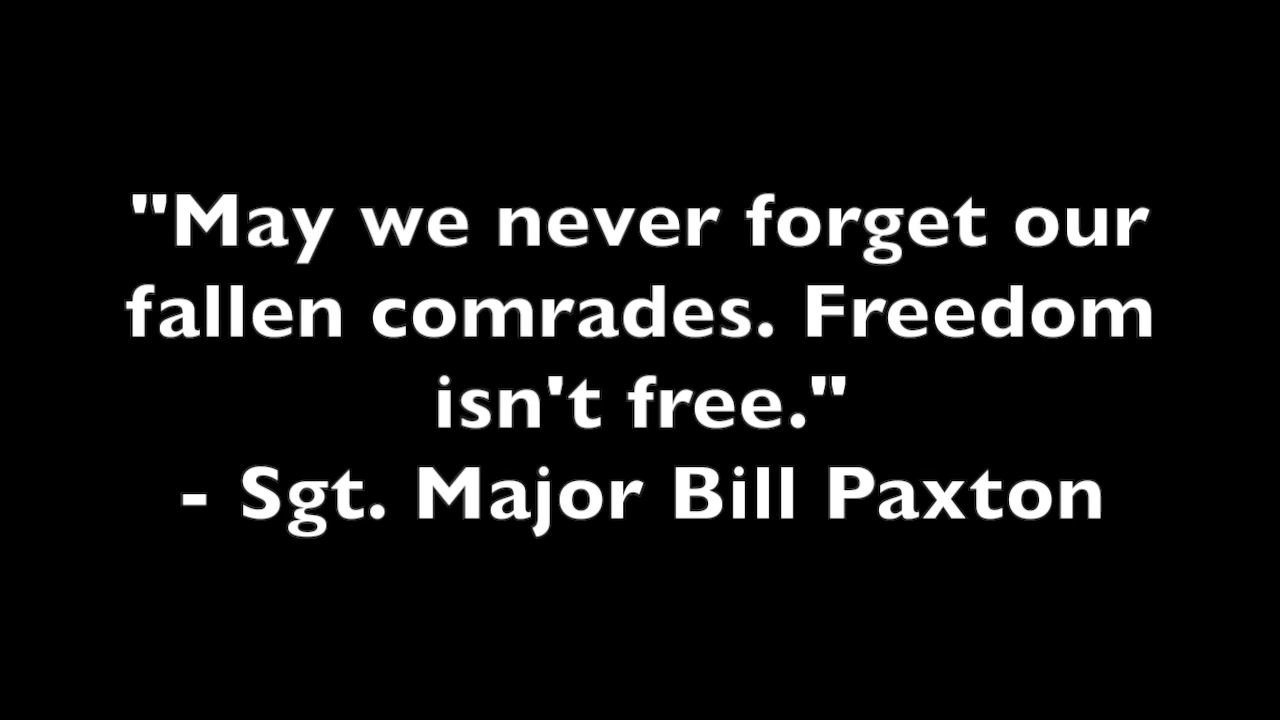 "May we never forget our
fallen comrades. Freedom
isn't free."
- Sgt. Major Bill Paxton